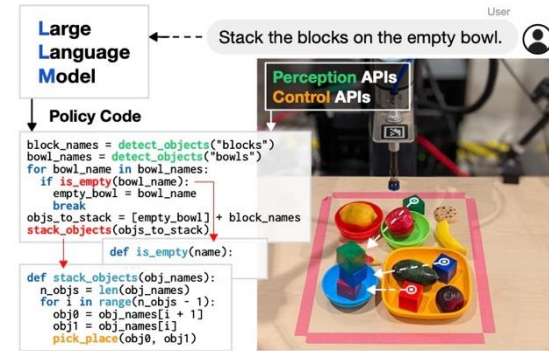 User
Large
Language
Model
Stack the blocks on the empty bowl.
Perception APIs
Control APIs
Policy Code
block_names = detect_objects("blocks")
bowl_names = detect_objects("bowls")
for bowl_name in bowl_names:
if is_empty(bowl_name):
empty_bowl = bowl_name
break
objs_to_stack = [empty_bowl] + block_names
stack_objects(objs_to_stack)
def is_empty(name):
def stack_objects(obj_names):
n_objs = len(obj_names)
for i in range(n_objs - 1):
obj0 = obj_names[i + 1]
obj1 = obj_names[i]
pick_place(obj0, obj1)